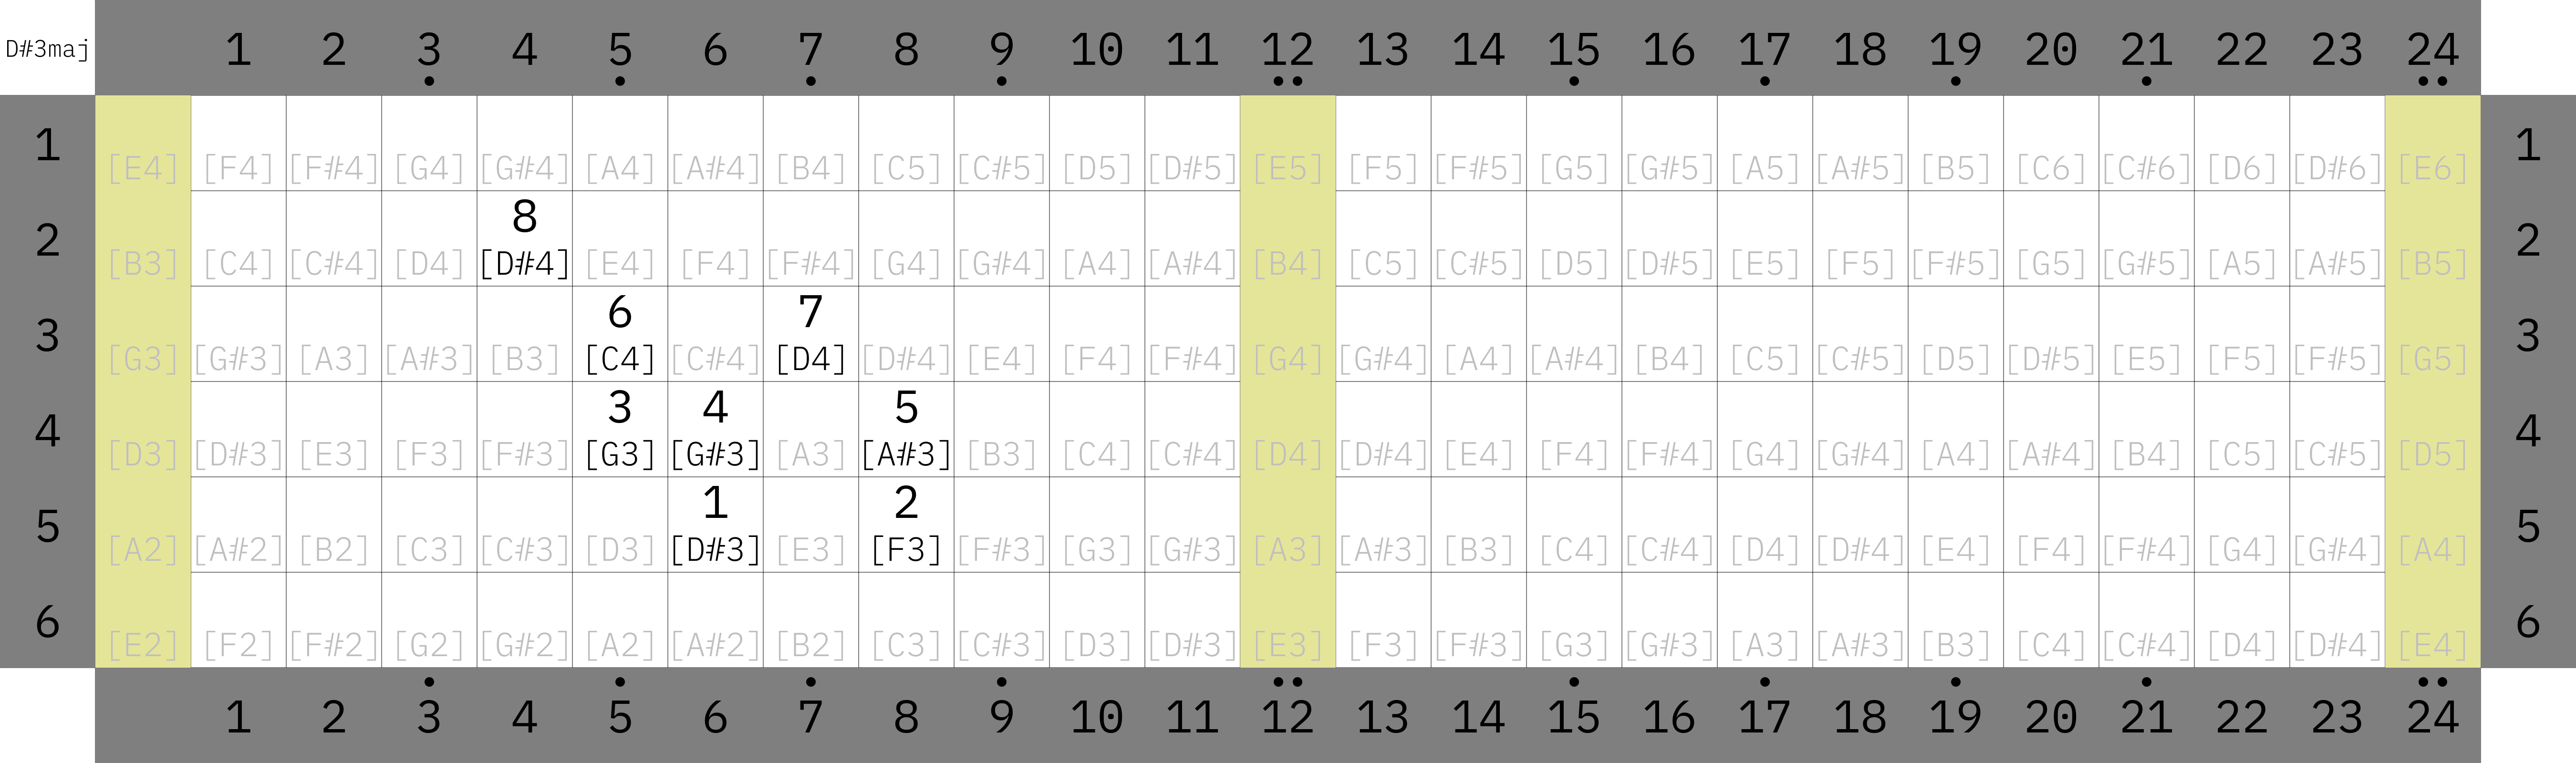 D#3maj 1 2 3 4 5 6 7 8 9 10 11 12 13 14 15 16 17 18 19 20 21 22 23 24
1 [E4] [F4] [F#4] [G4] [G#4] [A4] [A#4] [B4] [C5] [C#5] [D5] [D#5] [E5] [F5] [F#5] [G5] [G#5] [A5] [A#5] [B5] [C6] [C#6] [D6] [D#6] [E6] 1
8
2 [B3] [C4] [C#4] [D4] [D#4] [E4] [F4] [F#4] [G4] [G#4] [A4] [A#4] [B4] [C5] [C#5] [D5] [D#5] [E5] [F5] [F#5] [G5] [G#5] [A5] [A#5] [B5] 2
6 7
3 [G3] [G#3] [A3] [A#3] [B3] [C4] [C#4] [D4] [D#4] [E4] [F4] [F#4] [G4] [G#4] [A4] [A#4] [B4] [C5] [C#5] [D5] [D#5] [E5] [F5] [F#5] [G5] 3
3 4 5
4 [D3] [D#3] [E3] [F3] [F#3] [G3] [G#3] [A3] [A#3] [B3] [C4] [C#4] [D4] [D#4] [E4] [F4] [F#4] [G4] [G#4] [A4] [A#4] [B4] [C5] [C#5] [D5] 4
1 2
5 [A2] [A#2] [B2] [C3] [C#3] [D3] [D#3] [E3] [F3] [F#3] [G3] [G#3] [A3] [A#3] [B3] [C4] [C#4] [D4] [D#4] [E4] [F4] [F#4] [G4] [G#4] [A4] 5
6 [E2] [F2] [F#2] [G2] [G#2] [A2] [A#2] [B2] [C3] [C#3] [D3] [D#3] [E3] [F3] [F#3] [G3] [G#3] [A3] [A#3] [B3] [C4] [C#4] [D4] [D#4] [E4] 6
1 2 3 4 5 6 7 8 9 10 11 12 13 14 15 16 17 18 19 20 21 22 23 24